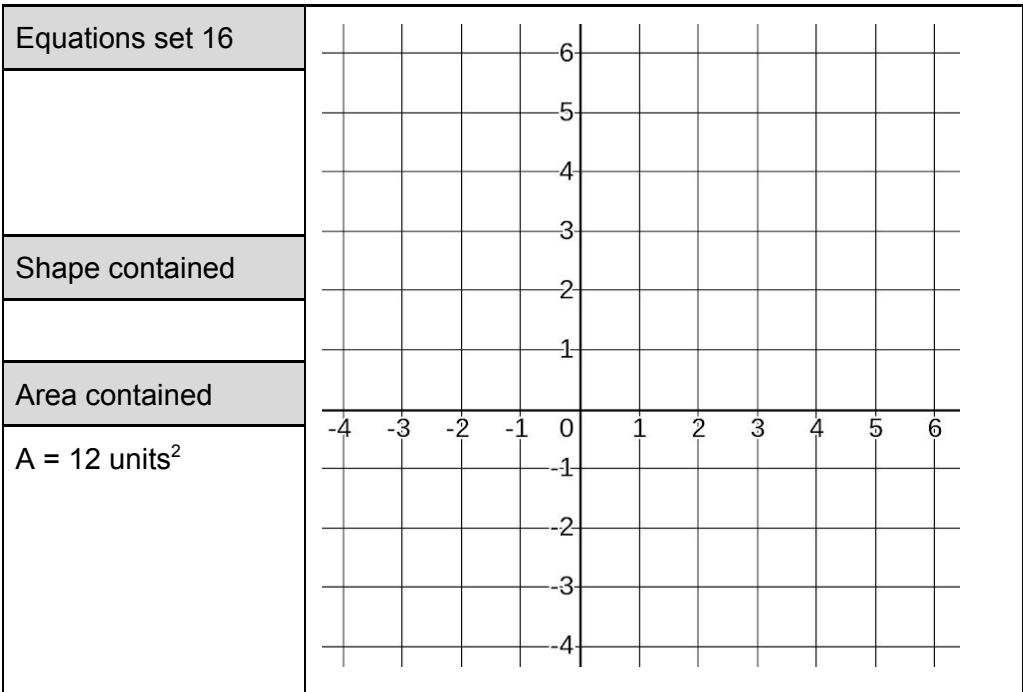 Equations set 16
Shape contained
Area contained
A = 12 units²
6
5
4
3
2
1
-4 -3 -2 -1 0 1 2 3 4 5 6
-1
-2
-3
-4